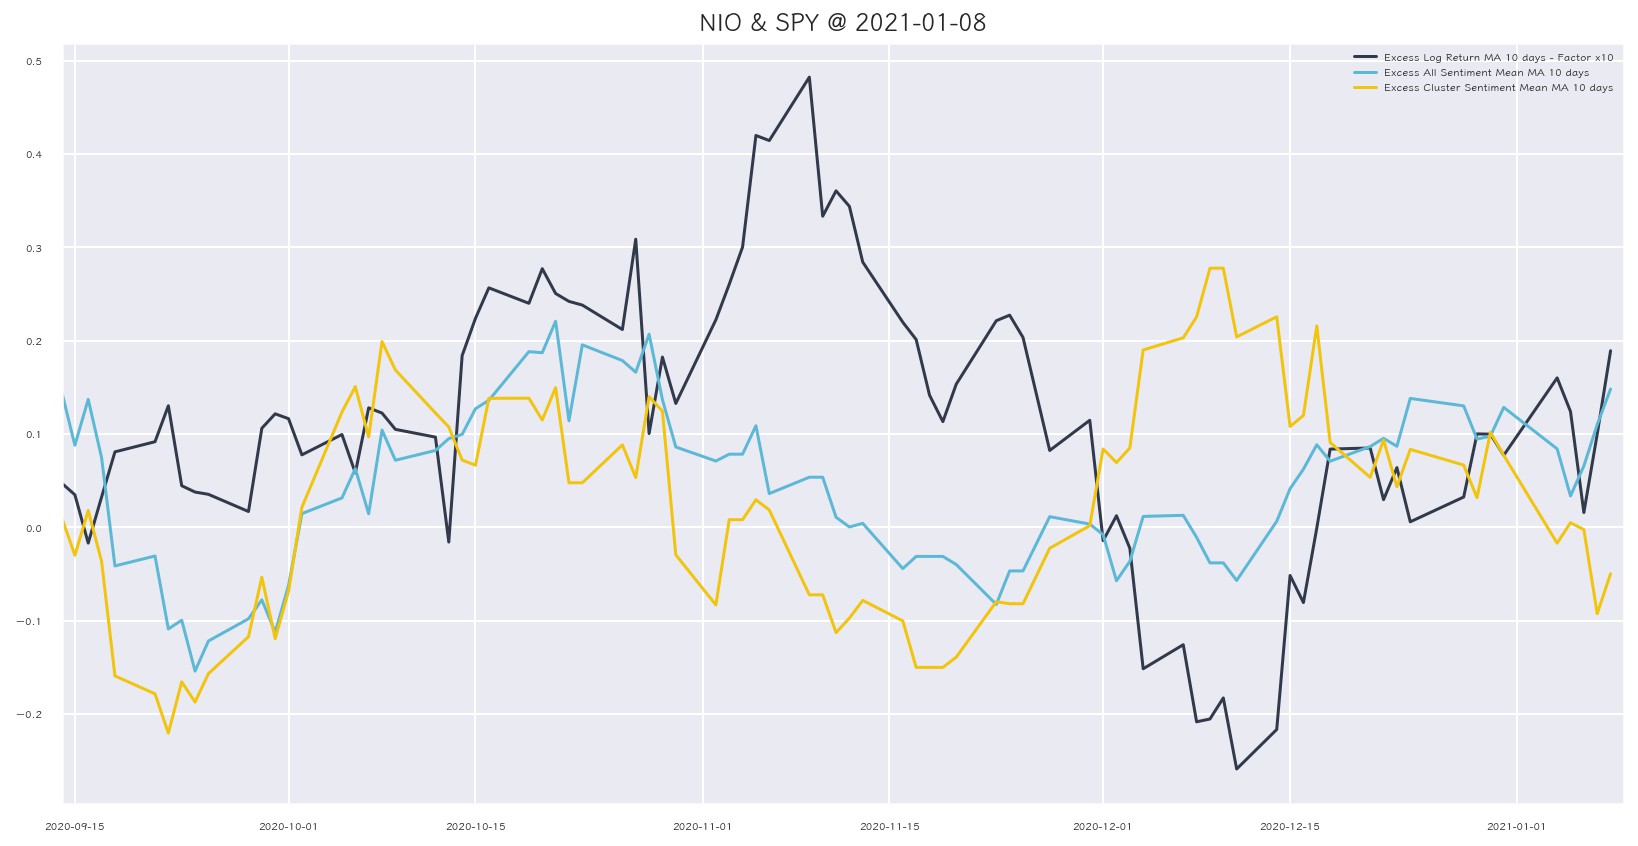 NIO & SPY @ 2021-01-08
Excess Log Return MA 10 days - Factor x10
Excess All Sentiment Mean MA 10 days
Excess Cluster Sentiment Mean MA 10 days
0.5
0.4
0.3
0.2
0.1
0.0
−0.1
−0.2
2020-09-15 2020-10-01 2020-10-15 2020-11-01 2020-11-15 2020-12-01 2020-12-15 2021-01-01